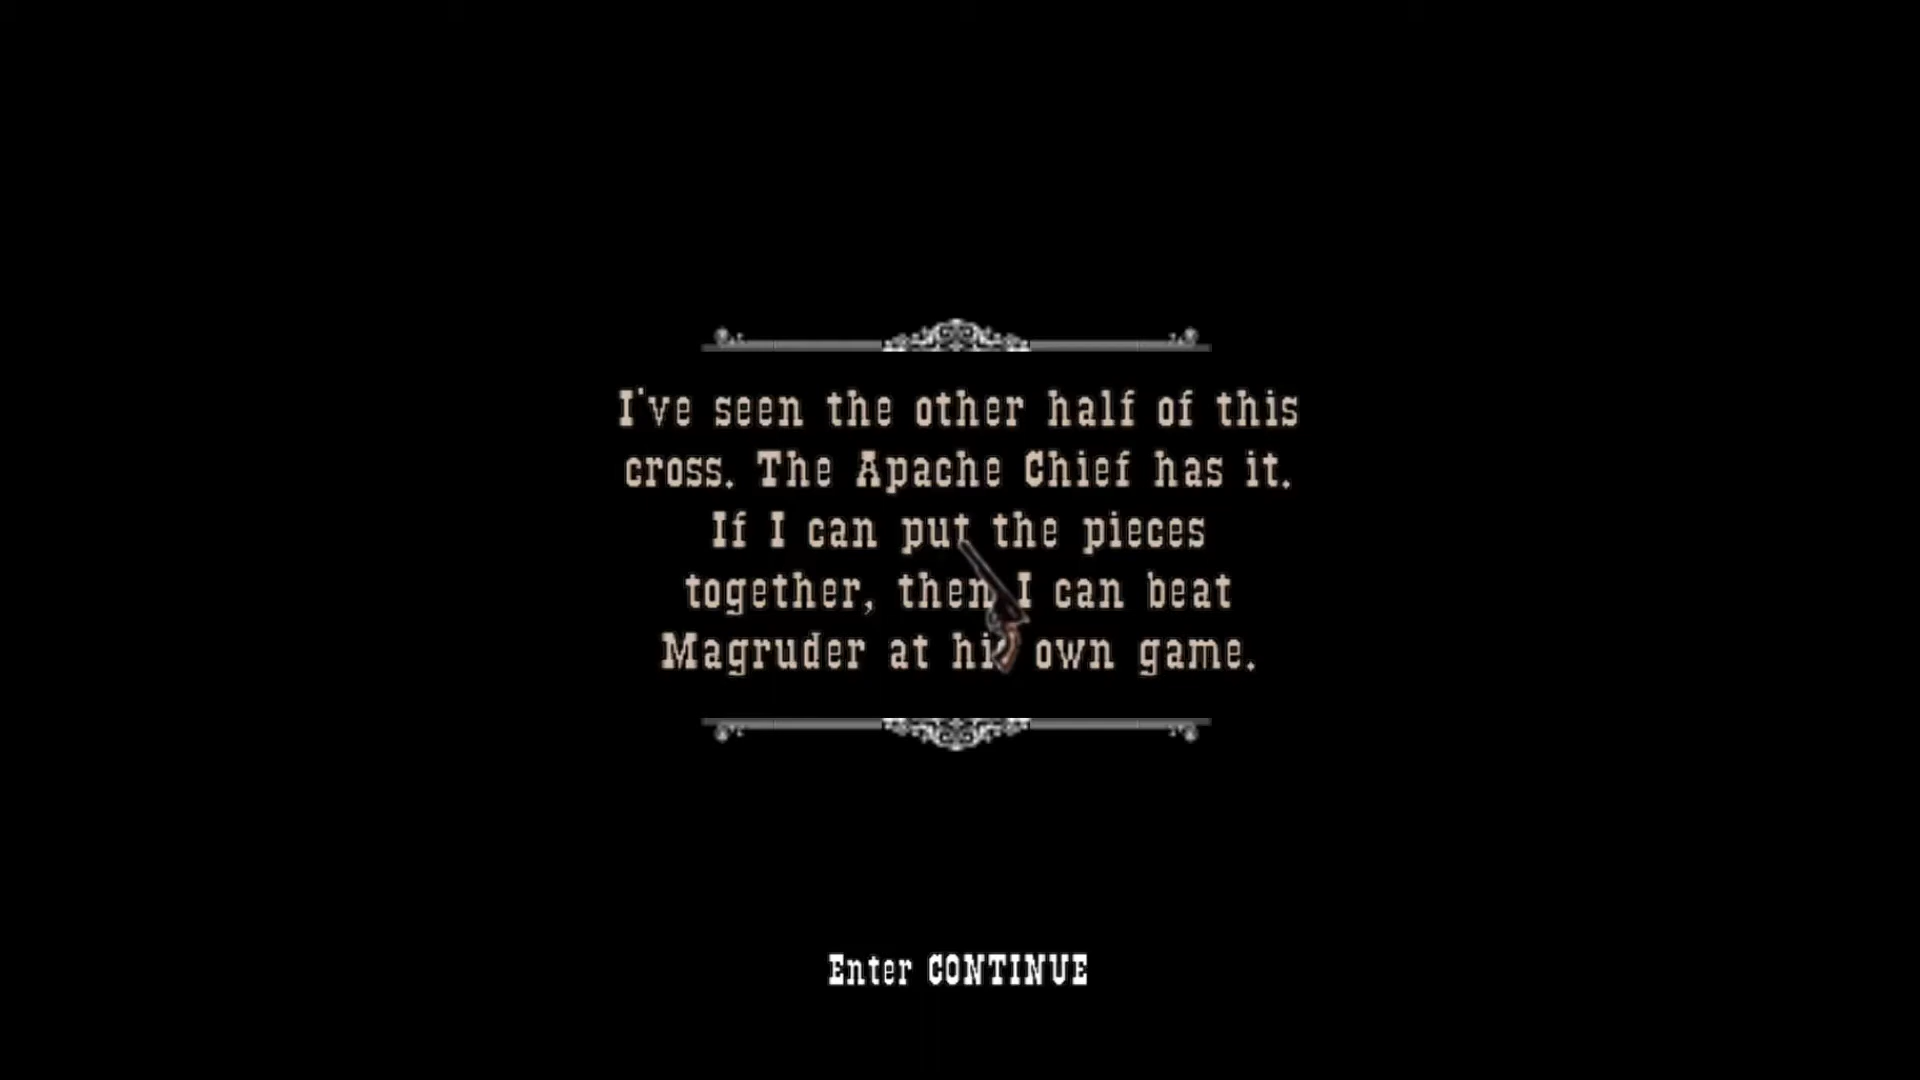 I've seen the other half of this
cross. The Apache Chief has it.
If I can put the pieces
together, then I can beat
Magruder at his own game.
Enter CONTINUE